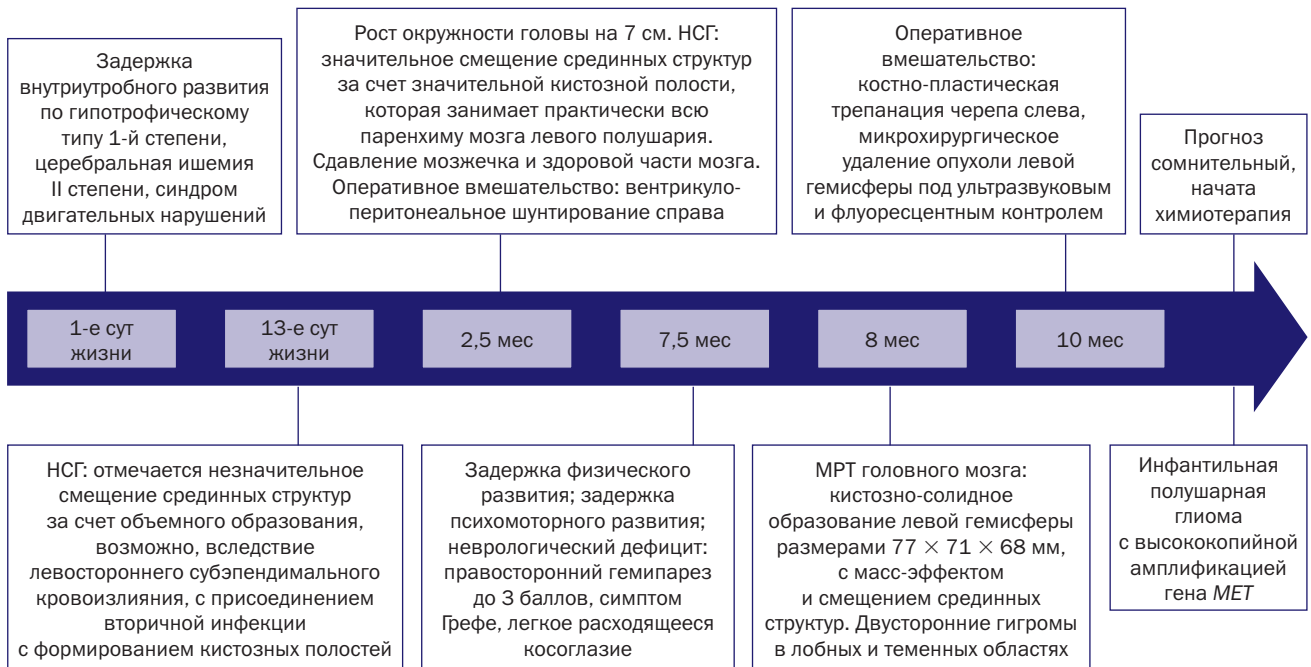 Задержка
внутриутробного развития
по гипотрофическому
типу 1-й степени,
церебральная ишемия
II степени, синдром
двигательных нарушений
Рост окружности головы на 7 см. НСГ:
значительное смещение срединных структур
за счет значительной кистозной полости,
которая занимает практически всю
паренхиму мозга левого полушария.
Сдавление мозжечка и здоровой части мозга.
Оперативное вмешательство: вентрикуло-
перитонеальное шунтирование справа
Оперативное
вмешательство:
костно-пластическая
трепанация черепа слева,
микрохирургическое
удаление опухоли левой
гемисферы под ультразвуковым
и флуоресцентным контролем
Прогноз
сомнительный,
начата
химиотерапия
1-е сут
жизни
13-е сут
жизни
2,5 мес
7,5 мес
8 мес
10 мес
НСГ: отмечается незначительное
смещение срединных структур
за счет объемного образования,
возможно, вследствие
левостороннего субэпендимального
кровоизлияния, с присоединением
вторичной инфекции
с формированием кистозных полостей
Задержка физического
развития; задержка
психомоторного развития;
неврологический дефицит:
правосторонний гемипарез
до 3 баллов, симптом
Грефе, легкое расходящееся
косоглазие
МРТ головного мозга:
кистозно-солидное
образование левой гемисферы
размерами 77 × 71 × 68 мм,
с масс-эффектом
и смещением срединных
структур. Двусторонние гигромы
в лобных и теменных областях
Инфантильная
полушарная
глиома
с высококопийной
амплификацией
гена MET